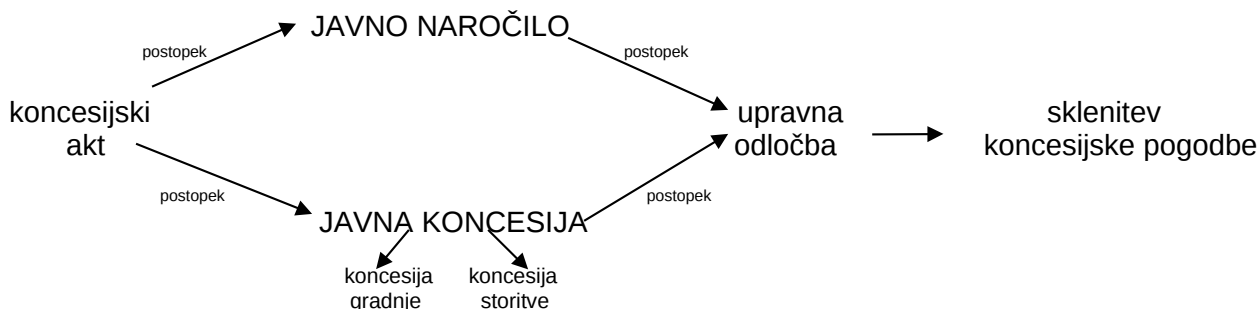 JAVNO NAROČILO
postopek
postopek
koncesijski
akt
upravna
odločba
sklenitev
koncesijske pogodbe
postopek
postopek
JAVNA KONCESIJA
koncesija
gradnje
koncesija
storitve